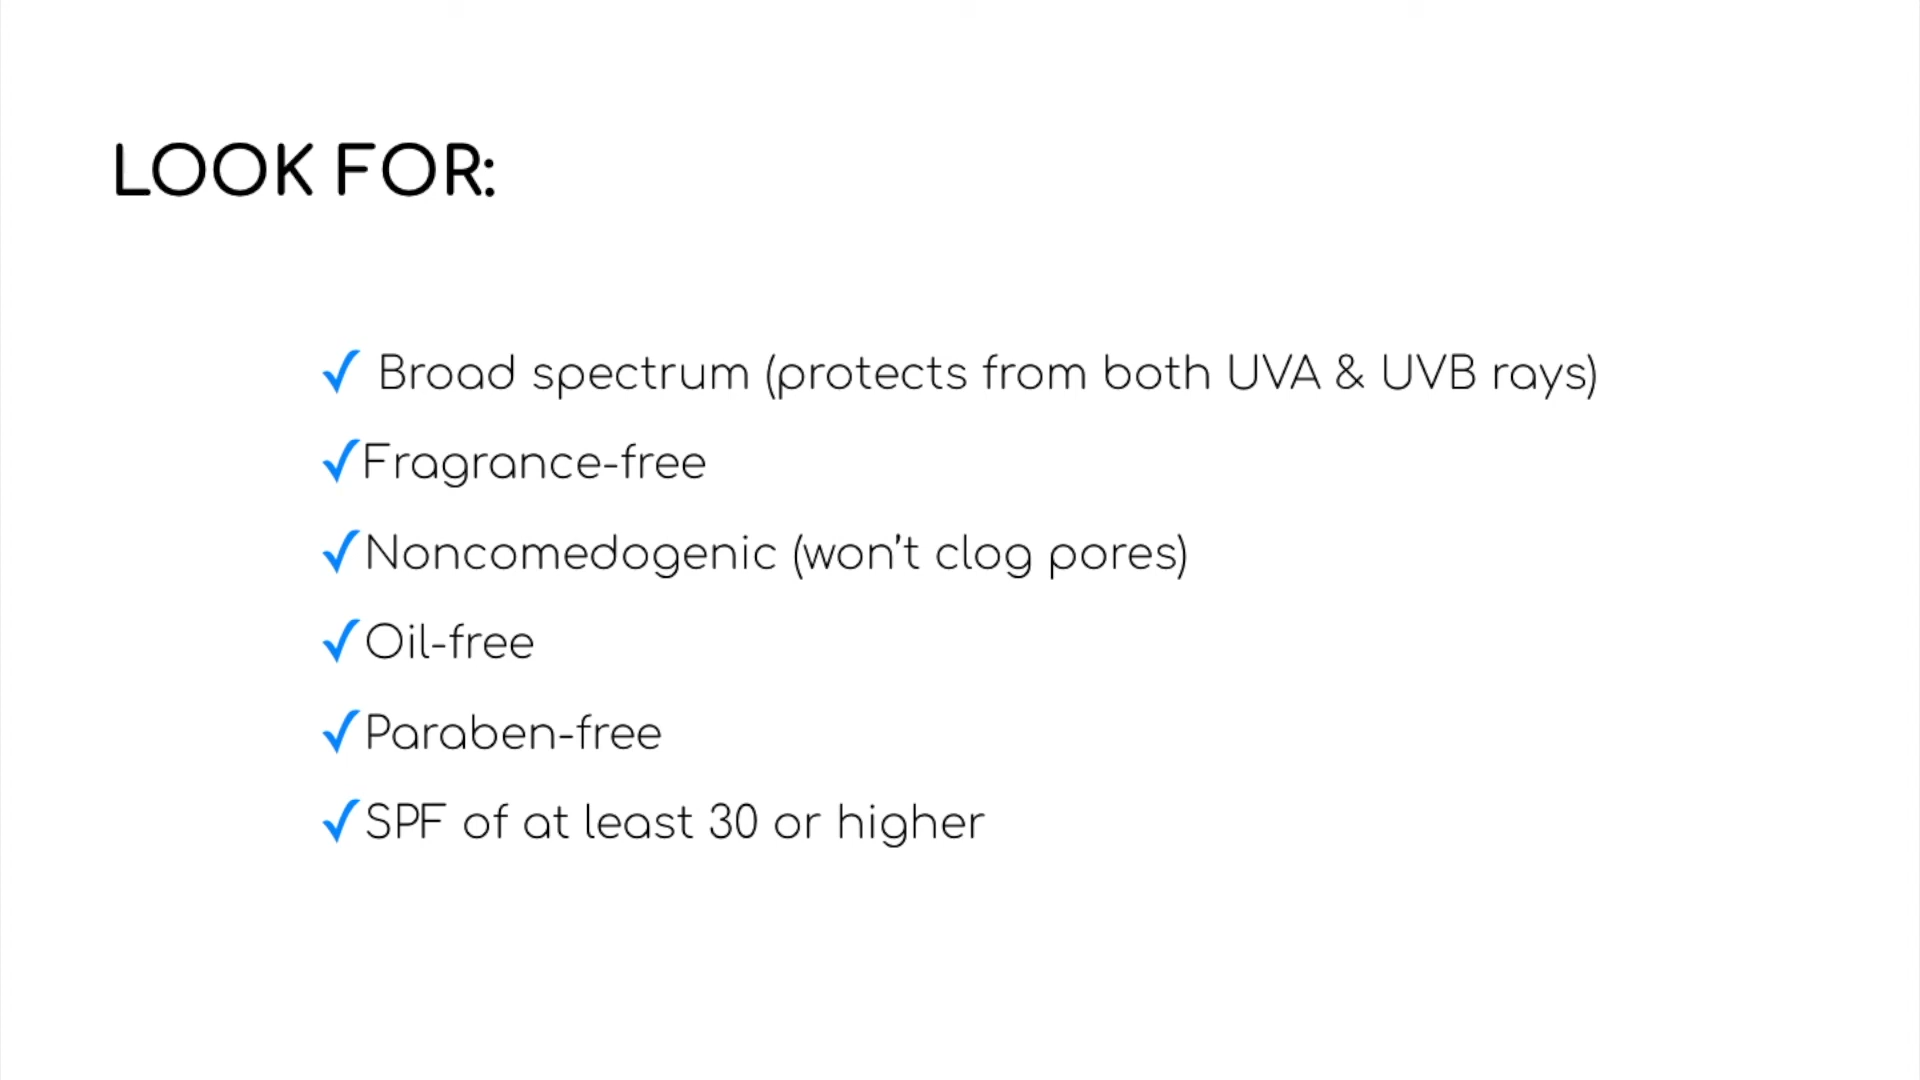 LOOK FOR:
✓ Broad spectrum (protects from both UVA & UVB rays)
✓Fragrance-free
✓Noncomedogenic (won't clog pores)
✓Oil-free
✓Paraben-free
✓SPF of at least 30 or higher